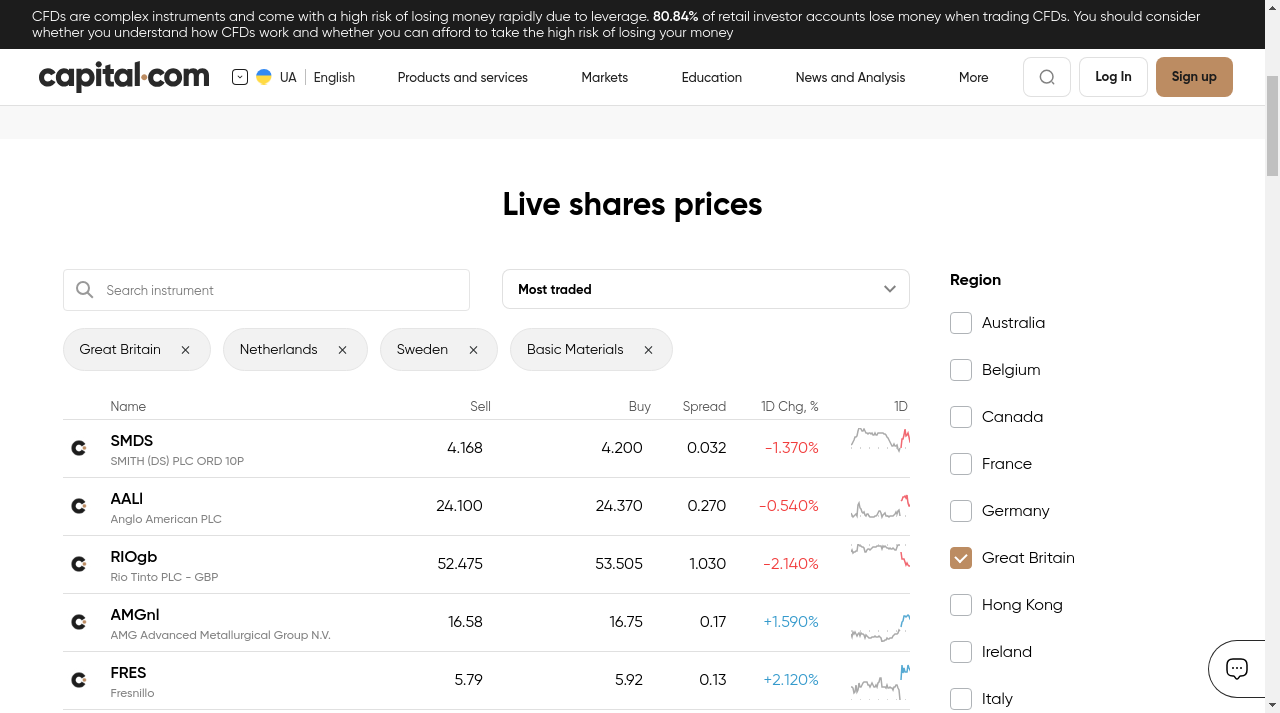 CFDs are complex instruments and come with a high risk of losing money rapidly due to leverage. 80.84% of retail investor accounts lose money when trading CFDs. You should consider
whether you understand how CFDs work and whether you can afford to take the high risk of losing your money
capital.com UA English Products and services Markets Education News and Analysis More Log In Sign up
Live shares prices
Search instrument
Most traded
Great Britain Netherlands Sweden Basic Materials
Name Sell Buy Spread 1D Chg, % 1D
SMDS 4.168 4.200 0.032 -1.370%
SMITH (DS) PLC ORD 10P
AALl 24.100 24.370 0.270 -0.540%
Anglo American PLC
RIOgb 52.475 53.505 1.030 -2.140%
Rio Tinto PLC - GBP
AMGnl 16.58 16.75 0.17 +1.590%
AMG Advanced Metallurgical Group N.V.
FRES 5.79 5.92 0.13 +2.120%
Fresnillo
Region
Australia
Belgium
Canada
France
Germany
Great Britain
Hong Kong
Ireland
Italy